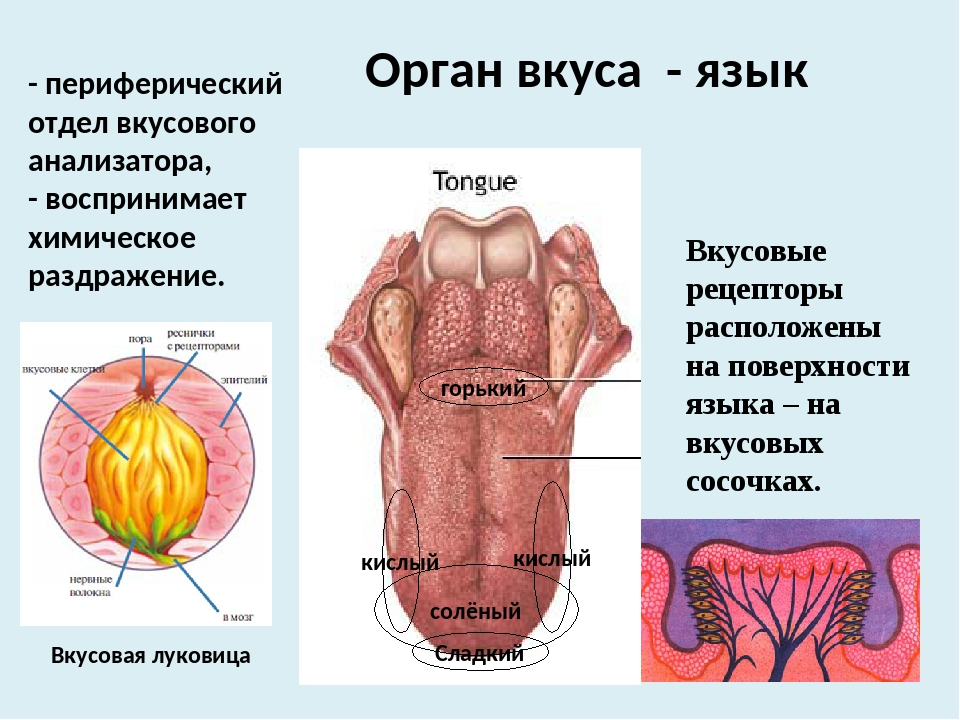 Орган вкуса - язык
- периферический
отдел вкусового
анализатора,
- воспринимает
химическое
раздражение.
Tongue
горький
кислый
кислый
солёный
Сладкий
Вкусовые
рецепторы
расположены
на поверхности
языка – на
вкусовых
сосочках.
пора
реснички
с рецепторами
вкусовые клетки
эпителий
нервные
волокна
в мозг
Вкусовая луковица